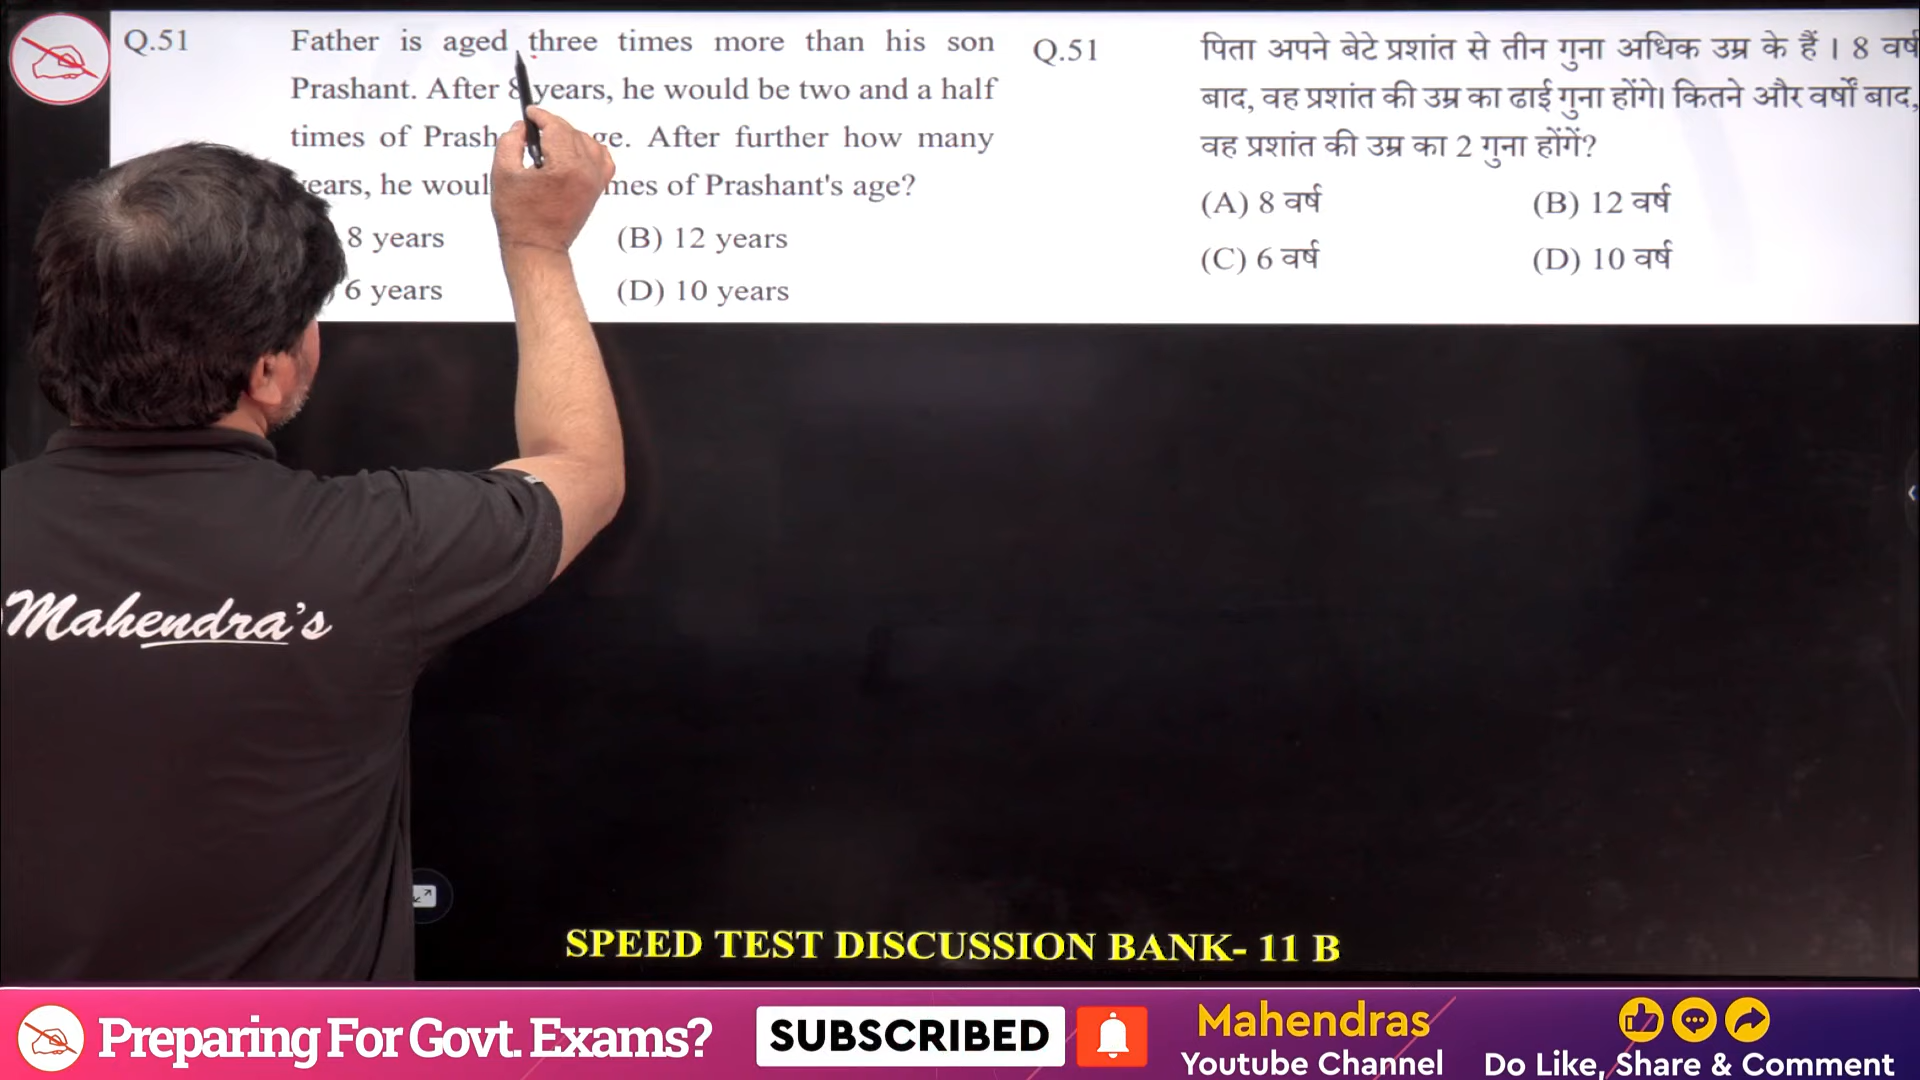 Q.51 Father is aged three times more than his son
Prashant. After 8 years, he would be two and a half
times of Prash ge. After further how many
years, he woul mes of Prashant's age?
8 years (B) 12 years
6 years (D) 10 years
Q.51 पिता अपने बेटे प्रशांत से तीन गुना अधिक उम्र के हैं । 8 वर्ष
बाद, वह प्रशांत की उम्र का ढाई गुना होंगे। कितने और वर्षों बाद,
वह प्रशांत की उम्र का 2 गुना होंगें?
(A) 8 वर्ष (B) 12 वर्ष
(C) 6 वर्ष (D) 10 वर्ष
Mahendra's
SPEED TEST DISCUSSION BANK- 11 B
Preparing For Govt. Exams?
SUBSCRIBED
Mahendras
Youtube Channel
Do Like, Share & Comment